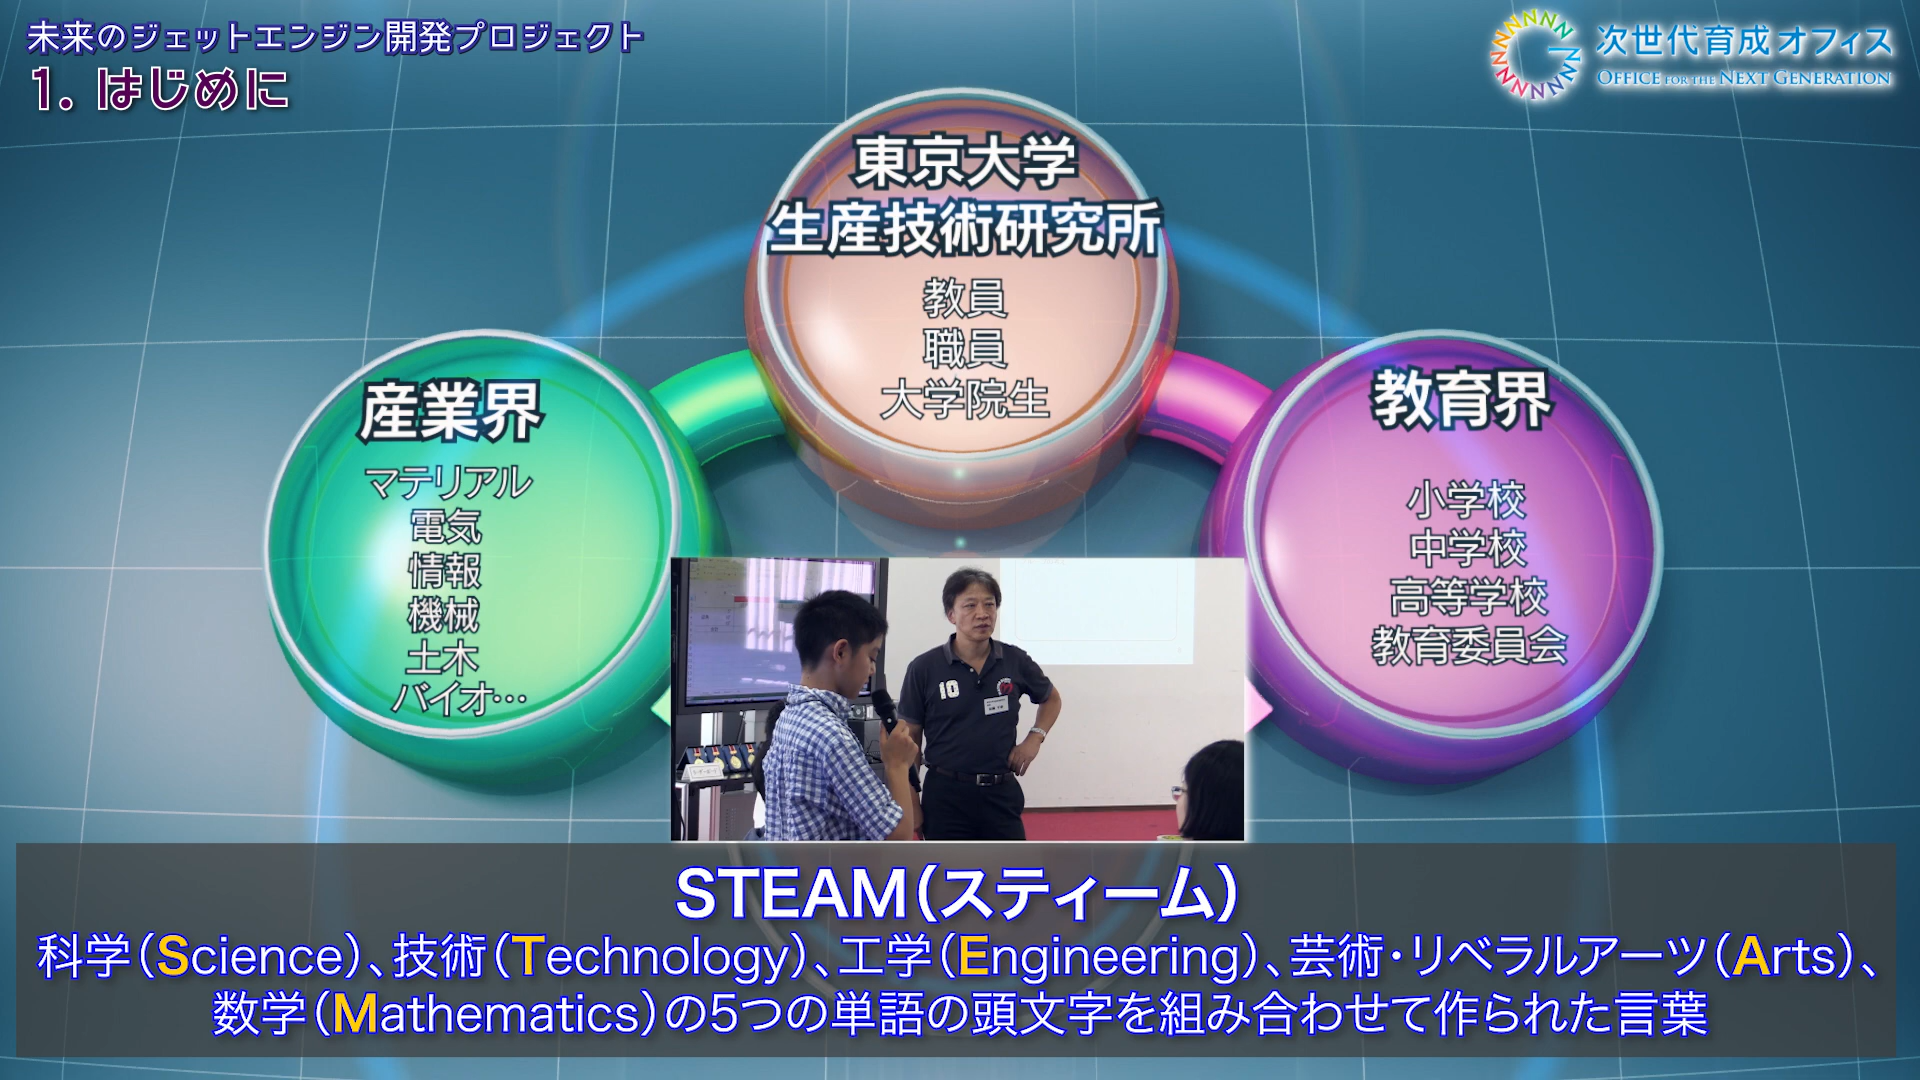 未来のジェットエンジン開発プロジェクト
1. はじめに
次世代育成オフィス
OFFICE FOR THE NEXT GENERATION
東京大学
生産技術研究所
教員
職員
大学院生
産業界
マテリアル
電気
情報
機械
土木
バイオ…
教育界
小学校
中学校
高等学校
教育委員会
10
STEAM（スティーム）
科学（Science）、技術（Technology）、工学（Engineering）、芸術・リベラルアーツ（Arts）、
数学（Mathematics）の5つの単語の頭文字を組み合わせて作られた言葉